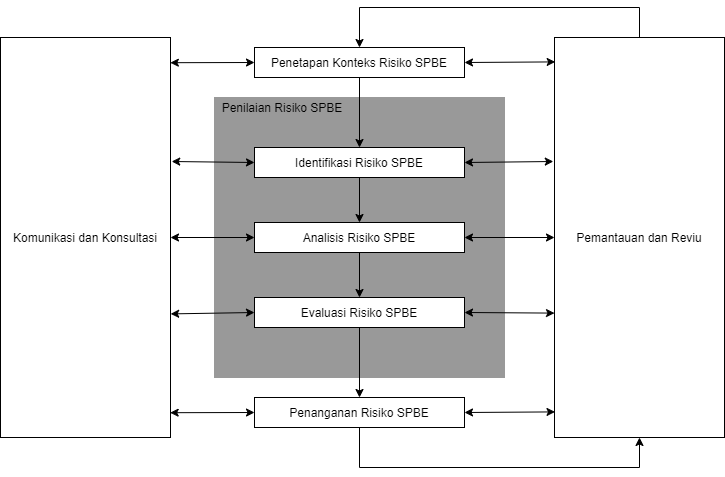 Penetapan Konteks Risiko SPBE
Penilaian Risiko SPBE
Identifikasi Risiko SPBE
Komunikasi dan Konsultasi
Analisis Risiko SPBE
Pemantauan dan Reviu
Evaluasi Risiko SPBE
Penanganan Risiko SPBE